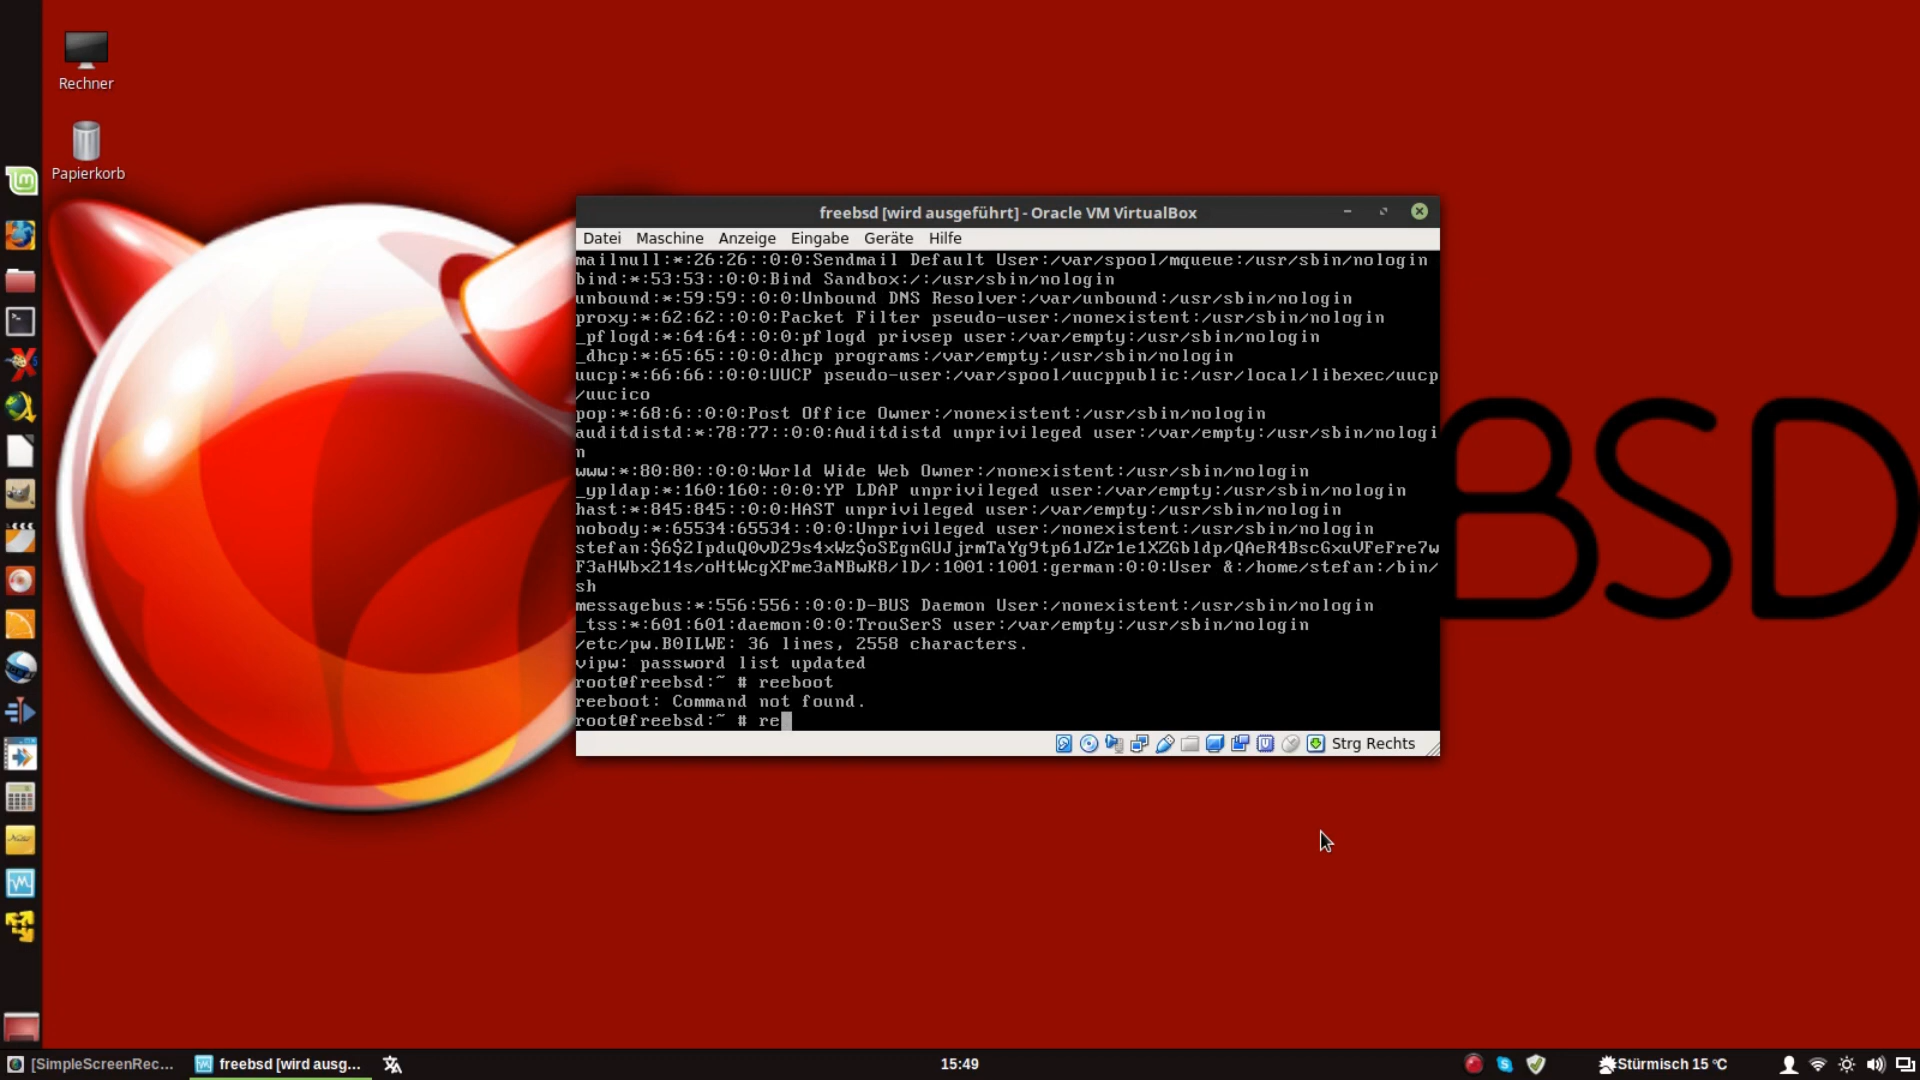 Rechner
Papierkorb
BSD
freebsd [wird ausgeführt] - Oracle VM VirtualBox
Datei Maschine Anzeige Eingabe Geräte Hilfe
mailnull:*:26:26::0:0:Sendmail Default User:/var/spool/mqueue:/usr/sbin/nologin
bind:*:53:53::0:0:Bind Sandbox:/:/usr/sbin/nologin
unbound:*:59:59::0:0:Unbound DNS Resolver:/var/unbound:/usr/sbin/nologin
proxy:*:62:62::0:0:Packet Filter pseudo-user:/nonexistent:/usr/sbin/nologin
_pflogd:*:64:64::0:0:pflogd privsep user:/var/empty:/usr/sbin/nologin
_dhcp:*:65:65::0:0:dhcp programs:/var/empty:/usr/sbin/nologin
uucp:*:66:66::0:0:UUCP pseudo-user:/var/spool/uucppublic:/usr/local/libexec/uucp
/uucico
pop:*:68:6::0:0:Post Office Owner:/nonexistent:/usr/sbin/nologin
auditdistd:*:78:77::0:0:Auditdistd unprivileged user:/var/empty:/usr/sbin/nologi
n
www:*:80:80::0:0:World Wide Web Owner:/nonexistent:/usr/sbin/nologin
_ypldap:*:160:160::0:0:YP LDAP unprivileged user:/var/empty:/usr/sbin/nologin
hast:*:845:845::0:0:HAST unprivileged user:/var/empty:/usr/sbin/nologin
nobody:*:65534:65534::0:0:Unprivileged user:/nonexistent:/usr/sbin/nologin
stefan:$6$2IpduQ0vD29s4xWz$oSEgnGUJjrmTaYg9tp61JZr1e1XZGbldp/QAeR4BscGxuVFeFre7w
F3aHWbx214s/oHtWcgXPme3aNBwK8/lD/:1001:1001:german:0:0:User &:/home/stefan:/bin/
sh
messagebus:*:556:556::0:0:D-BUS Daemon User:/nonexistent:/usr/sbin/nologin
_tss:*:601:601:daemon:0:0:TrouSerS user:/var/empty:/usr/sbin/nologin
/etc/pw.B0ILWE: 36 lines, 2558 characters.
vipw: password list updated
root@freebsd:~ # reeboot
reeboot: Command not found.
root@freebsd:~ # re
Strg Rechts
[SimpleScreenRec...
freebsd [wird ausg...
15:49
Stürmisch 15 °C